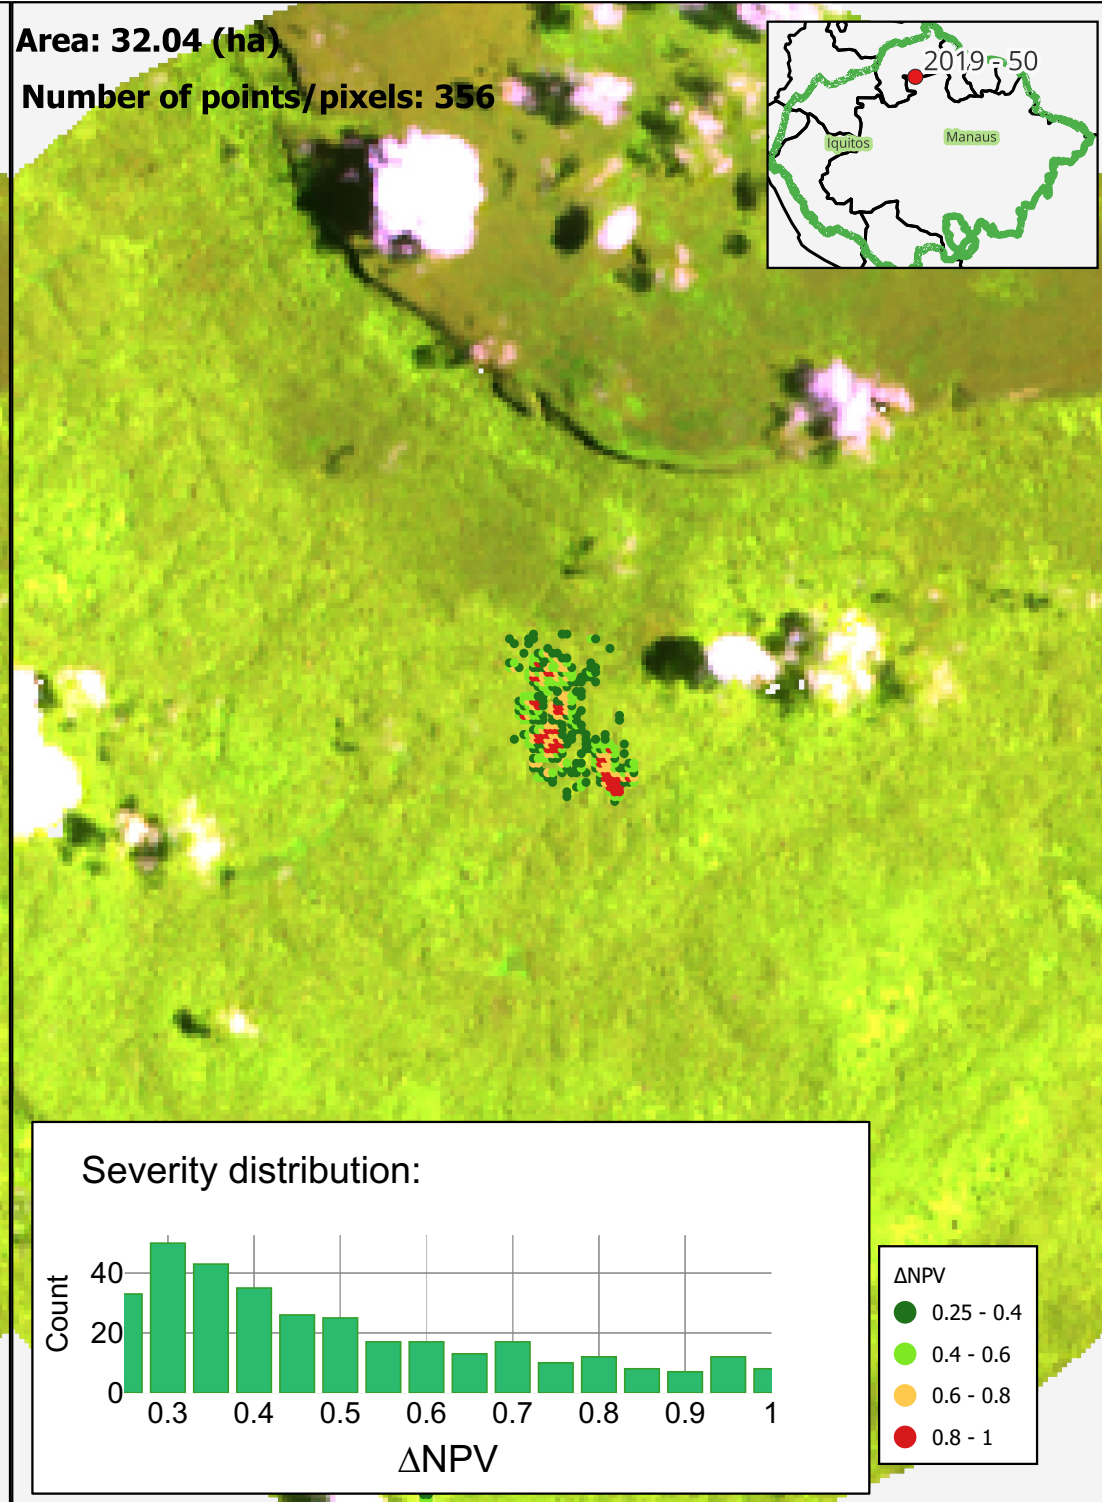 Area: 32.04 (ha)
Number of points/pixels: 356
2019 - 50
Iquitos
Manaus
Severity distribution:
Count
40
20
0
0.3 0.4 0.5 0.6 0.7 0.8 0.9 1
ΔNPV
ΔNPV
0.25 - 0.4
0.4 - 0.6
0.6 - 0.8
0.8 - 1